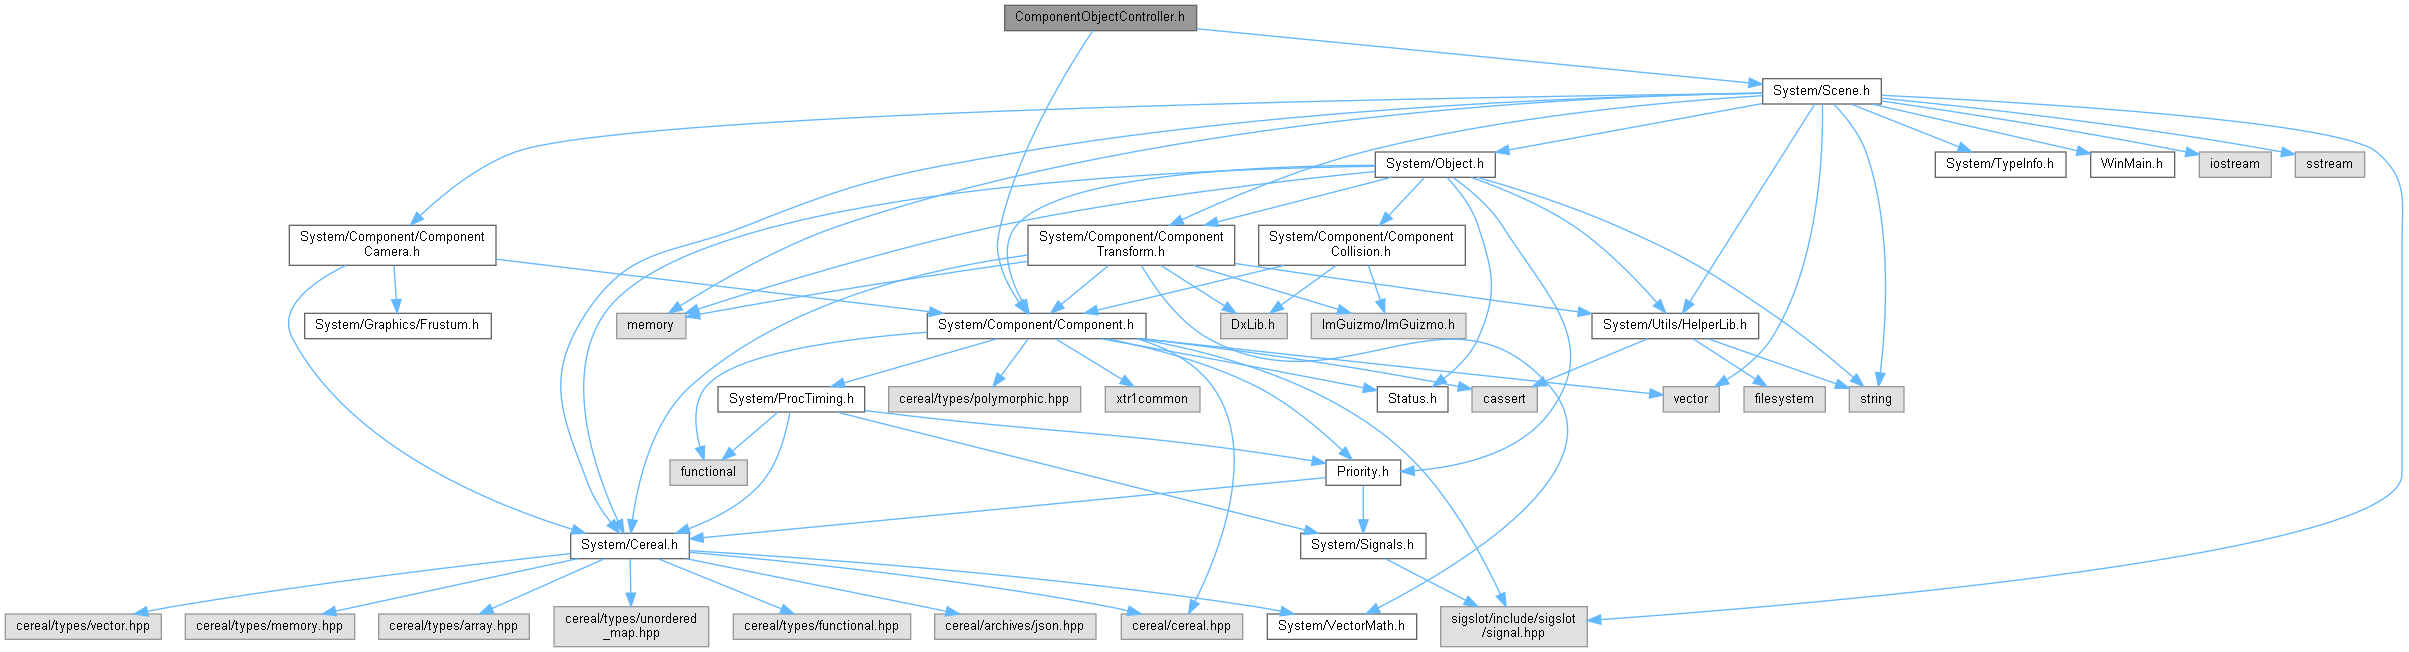 ComponentObjectController.h
System/Scene.h
System/Object.h
System/TypeInfo.h
WinMain.h
iostream
sstream
System/Component/Component
Camera.h
System/Component/Component
Transform.h
System/Component/Component
Collision.h
System/Graphics/Frustum.h
memory
System/Component/Component.h
DxLib.h
ImGuizmo/ImGuizmo.h
System/Utils/HelperLib.h
System/ProcTiming.h
cereal/types/polymorphic.hpp
xtr1common
Status.h
cassert
vector
filesystem
string
functional
Priority.h
System/Cereal.h
System/Signals.h
cereal/types/vector.hpp
cereal/types/memory.hpp
cereal/types/array.hpp
cereal/types/unordered
_map.hpp
cereal/types/functional.hpp
cereal/archives/json.hpp
cereal/cereal.hpp
System/VectorMath.h
sigslot/include/sigslot
/signal.hpp